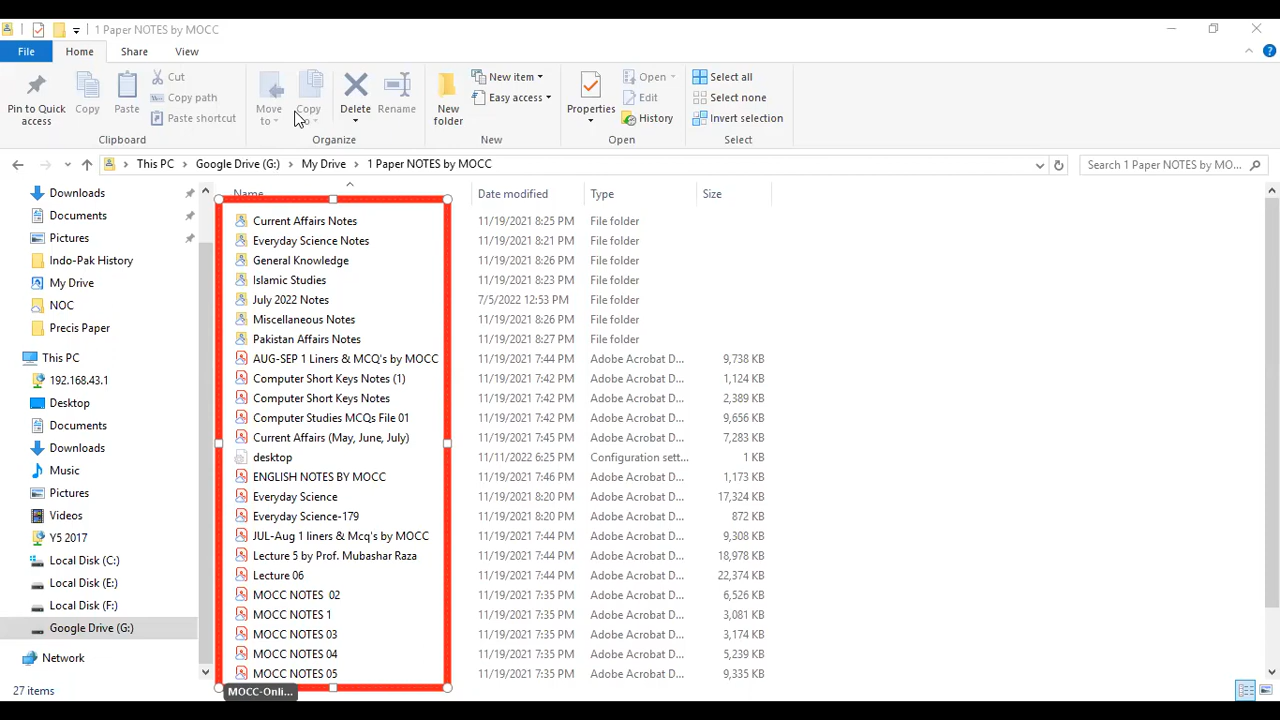 1 Paper NOTES by MOCC
File Home Share View
Pin to Quick access
Copy
Paste
Cut
Copy path
Paste shortcut
Clipboard
Move to
Copy to
Delete
Rename
Organize
New folder
New item
Easy access
New
Properties
Open
Edit
History
Open
Select all
Select none
Invert selection
Select
This PC Google Drive (G:) My Drive 1 Paper NOTES by MOCC
Search 1 Paper NOTES by MO...
Downloads
Documents
Pictures
Indo-Pak History
My Drive
NOC
Precis Paper
This PC
192.168.43.1
Desktop
Documents
Downloads
Music
Pictures
Videos
Y5 2017
Local Disk (C:)
Local Disk (E:)
Local Disk (F:)
Google Drive (G:)
Network
Name Date modified Type Size
Current Affairs Notes 11/19/2021 8:25 PM File folder
Everyday Science Notes 11/19/2021 8:21 PM File folder
General Knowledge 11/19/2021 8:26 PM File folder
Islamic Studies 11/19/2021 8:23 PM File folder
July 2022 Notes 7/5/2022 12:53 PM File folder
Miscellaneous Notes 11/19/2021 8:26 PM File folder
Pakistan Affairs Notes 11/19/2021 8:27 PM File folder
AUG-SEP 1 Liners & MCQ's by MOCC 11/19/2021 7:44 PM Adobe Acrobat D... 9,738 KB
Computer Short Keys Notes (1) 11/19/2021 7:42 PM Adobe Acrobat D... 1,124 KB
Computer Short Keys Notes 11/19/2021 7:42 PM Adobe Acrobat D... 2,389 KB
Computer Studies MCQs File 01 11/19/2021 7:42 PM Adobe Acrobat D... 9,656 KB
Current Affairs (May, June, July) 11/19/2021 7:45 PM Adobe Acrobat D... 7,283 KB
desktop 11/11/2022 6:25 PM Configuration sett... 1 KB
ENGLISH NOTES BY MOCC 11/19/2021 7:46 PM Adobe Acrobat D... 1,173 KB
Everyday Science 11/19/2021 8:20 PM Adobe Acrobat D... 17,324 KB
Everyday Science-179 11/19/2021 8:20 PM Adobe Acrobat D... 872 KB
JUL-Aug 1 liners & Mcq's by MOCC 11/19/2021 7:44 PM Adobe Acrobat D... 9,308 KB
Lecture 5 by Prof. Mubashar Raza 11/19/2021 7:44 PM Adobe Acrobat D... 18,978 KB
Lecture 06 11/19/2021 7:44 PM Adobe Acrobat D... 22,374 KB
MOCC NOTES 02 11/19/2021 7:35 PM Adobe Acrobat D... 6,526 KB
MOCC NOTES 1 11/19/2021 7:35 PM Adobe Acrobat D... 3,081 KB
MOCC NOTES 03 11/19/2021 7:35 PM Adobe Acrobat D... 3,174 KB
MOCC NOTES 04 11/19/2021 7:35 PM Adobe Acrobat D... 5,239 KB
MOCC NOTES 05 11/19/2021 7:35 PM Adobe Acrobat D... 9,335 KB
27 items
MOCC-Onli...